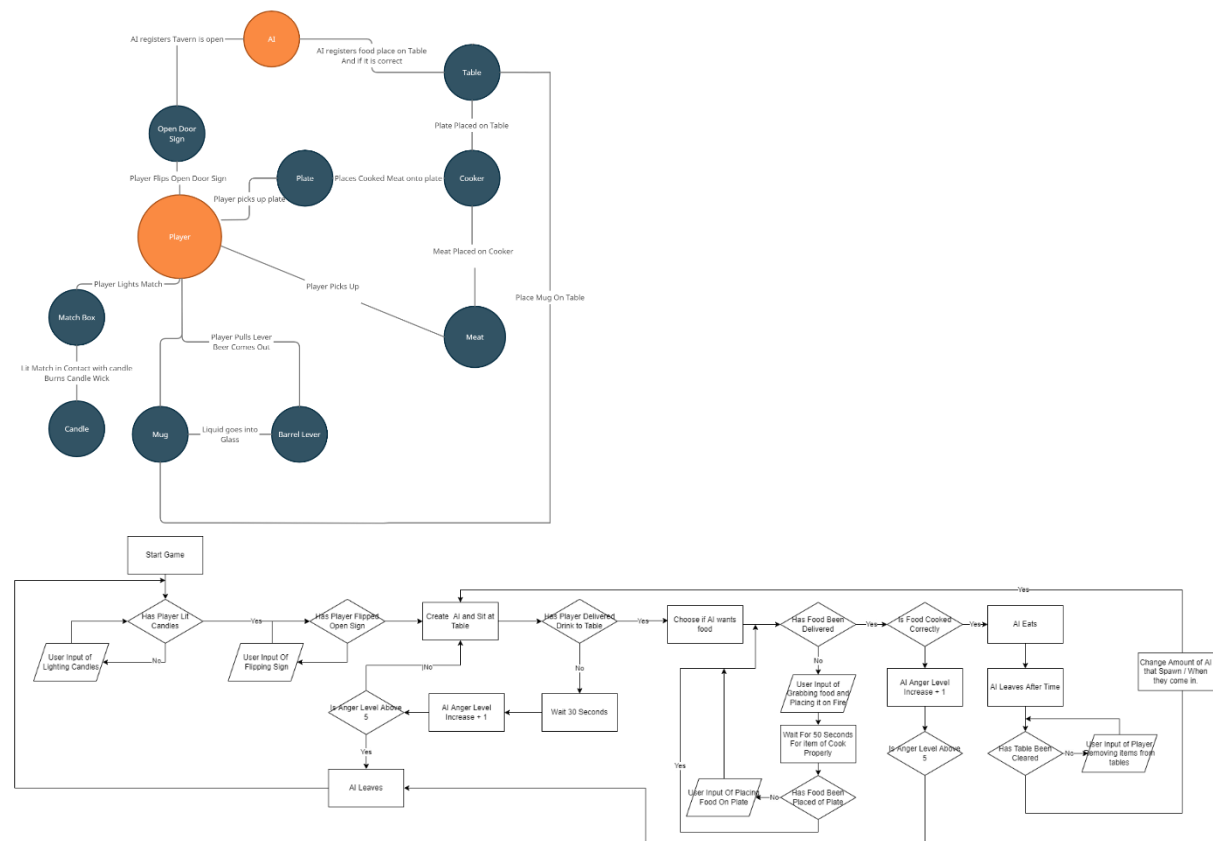 AI
AI registers Tavern is open
AI registers food place on Table
And if it is correct
Table
Open Door
Sign
Plate Placed on Table
Player Flips Open Door Sign
Plate
Places Cooked Meat onto plate
Cooker
Player picks up plate
Player
Meat Placed on Cooker
Player Lights Match
Player Picks Up
Place Mug On Table
Match Box
Player Pulls Lever
Beer Comes Out
Meat
Lit Match in Contact with candle
Burns Candle Wick
Candle
Mug
Liquid goes into
Glass
Barrel Lever
Start Game
Has Player Lit
Candles
Yes
Has Player Flipped
Open Sign
Create AI and Sit at
Table
Has Player Delivered
Drink to Table
Yes
Choose if AI wants
food
Has Food Been
Delivered
Yes
Is Food Cooked
Correctly
Yes
AI Eats
Yes
User Input of
Lighting Candles
No
User Input Of
Flipping Sign
No
No
No
User Input of
Grabbing food and
Placing it on Fire
AI Anger Level
Increase + 1
AI Leaves After Time
Change Amount of AI
that Spawn / When
they come in.
Is Anger Level Above
5
AI Anger Level
Increase + 1
Wait 30 Seconds
Wait For 50 Seconds
For item of Cook
Properly
Is Anger Level Above
5
Has Table Been
Cleared
No
User Input of Player
Removing items from
tables
Yes
Yes
AI Leaves
User Input Of Placing
Food On Plate
No
Has Food Been
Placed of Plate